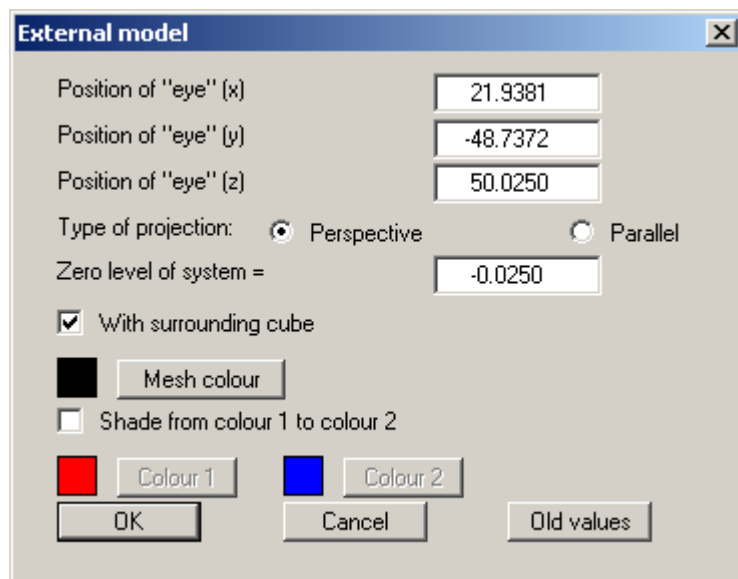 External model
Position of "eye" (x) 21.9381
Position of "eye" (y) -48.7372
Position of "eye" (z) 50.0250
Type of projection: Perspective Parallel
Zero level of system = -0.0250
With surrounding cube
Mesh colour
Shade from colour 1 to colour 2
Colour 1 Colour 2
OK Cancel Old values